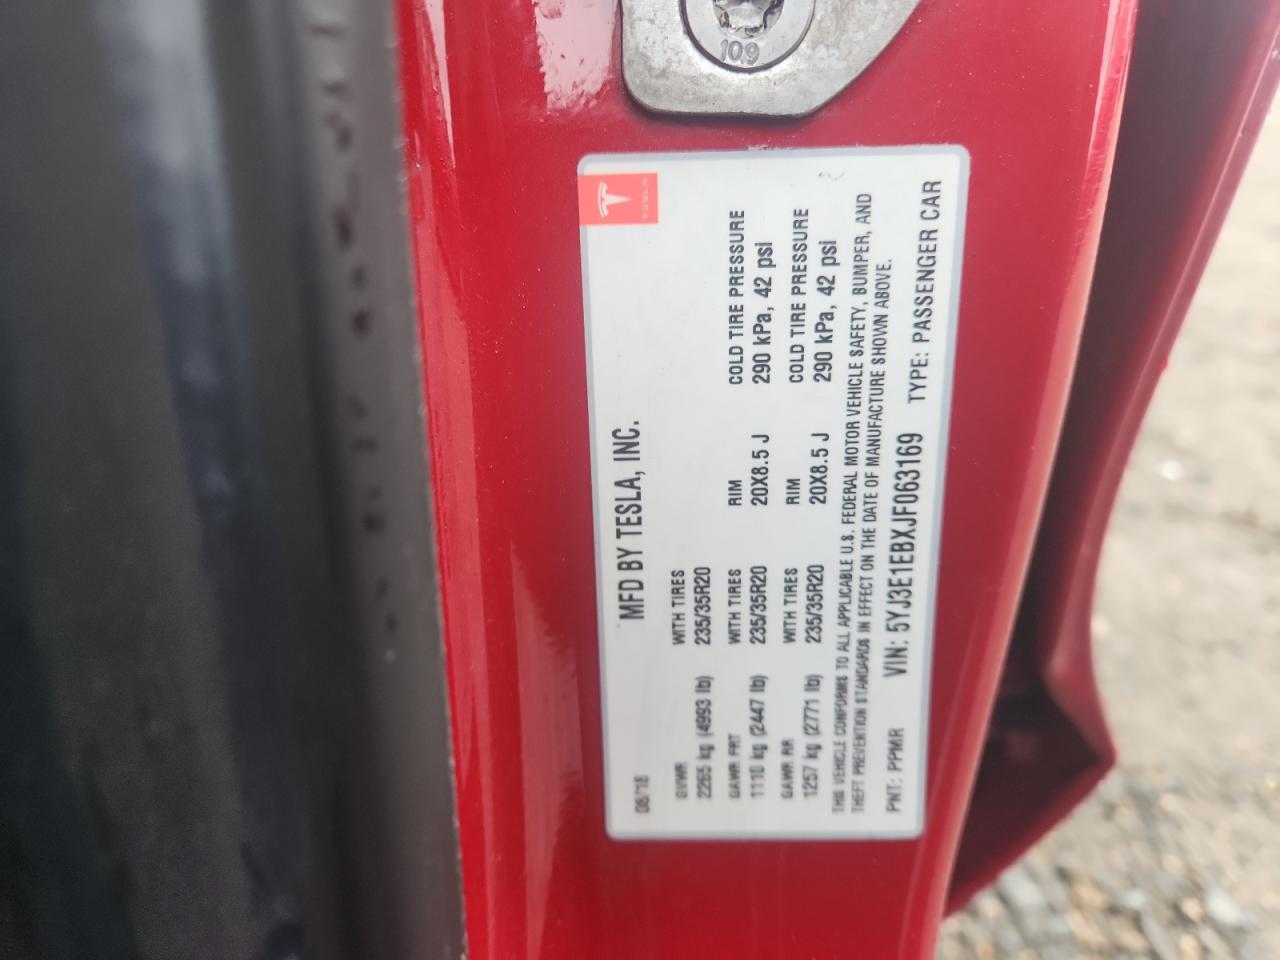 10.9
TESLA
MFD BY TESLA, INC.
08/18
GVWR WITH TIRES
2265 kg (4993 lb) 235/35R20
GAWR FRT WITH TIRES RIM COLD TIRE PRESSURE
1110 kg (2447 lb) 235/35R20 20X8.5 J 290 kPa, 42 psi
GAWR RR WITH TIRES RIM COLD TIRE PRESSURE
1257 kg (2771 lb) 235/35R20 20X8.5 J 290 kPa, 42 psi
THIS VEHICLE CONFORMS TO ALL APPLICABLE U.S. FEDERAL MOTOR VEHICLE SAFETY, BUMPER, AND
THEFT PREVENTION STANDARDS IN EFFECT ON THE DATE OF MANUFACTURE SHOWN ABOVE.
PNT: PPMR VIN: 5YJ3E1EBXJF063169 TYPE: PASSENGER CAR